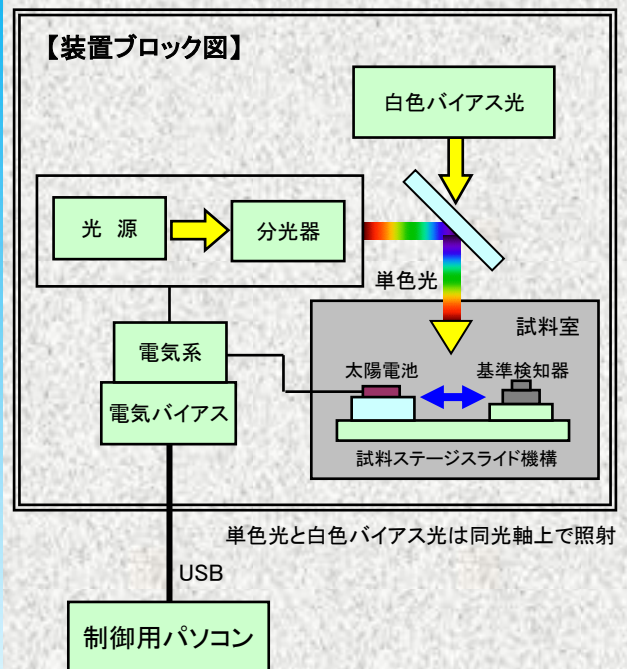 【装置ブロック図】
白色バイアス光
光 源
分光器
単色光
試料室
電気系
太陽電池
基準検知器
電気バイアス
試料ステージスライド機構
単色光と白色バイアス光は同光軸上で照射
USB
制御用パソコン